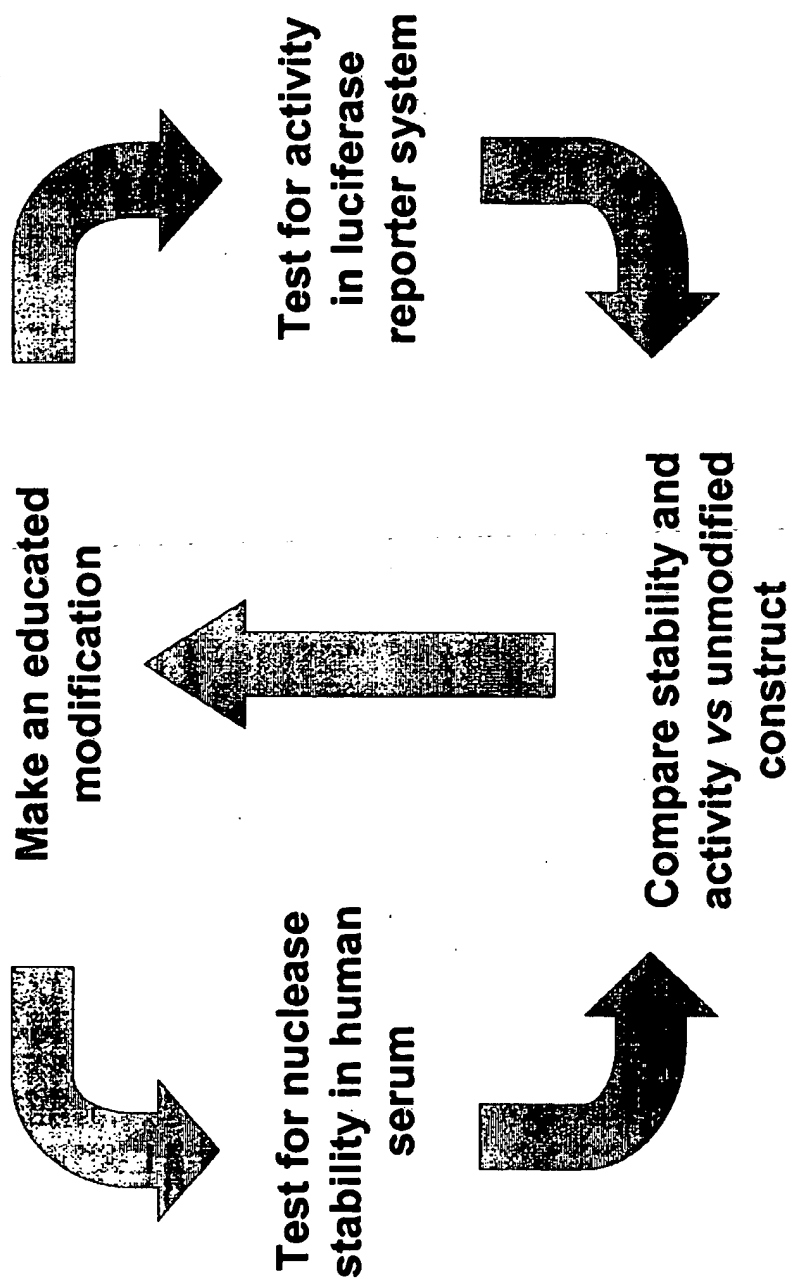 Make an educated
modification
Test for nuclease
stability in human
serum
Test for activity
in luciferase
reporter system
Compare stability and
activity vs unmodified
construct